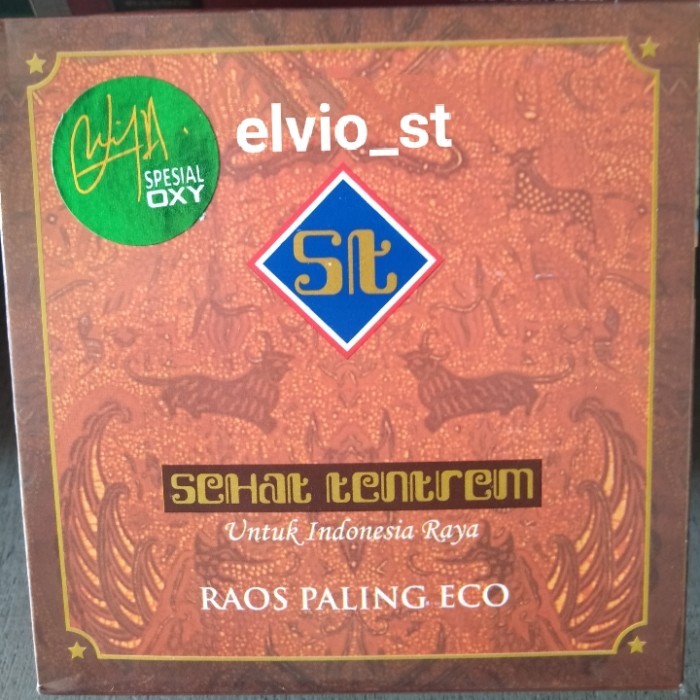 elvio_st
SPESIAL
OXY
St
SEHAT TENTREM
Untuk Indonesia Raya
RAOS PALING ECO